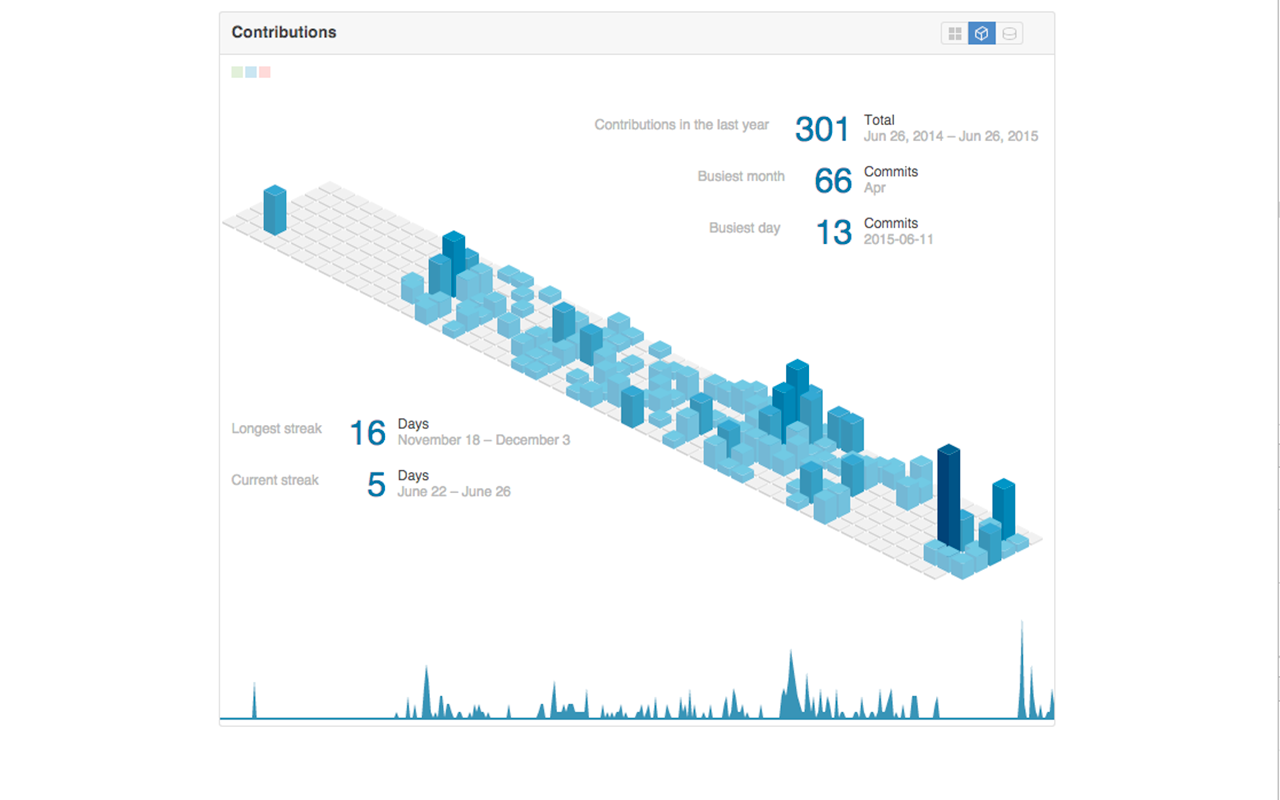 Contributions
Contributions in the last year 301 Total
Jun 26, 2014 – Jun 26, 2015
Busiest month 66 Commits
Apr
Busiest day 13 Commits
2015-06-11
Longest streak 16 Days
November 18 – December 3
Current streak 5 Days
June 22 – June 26